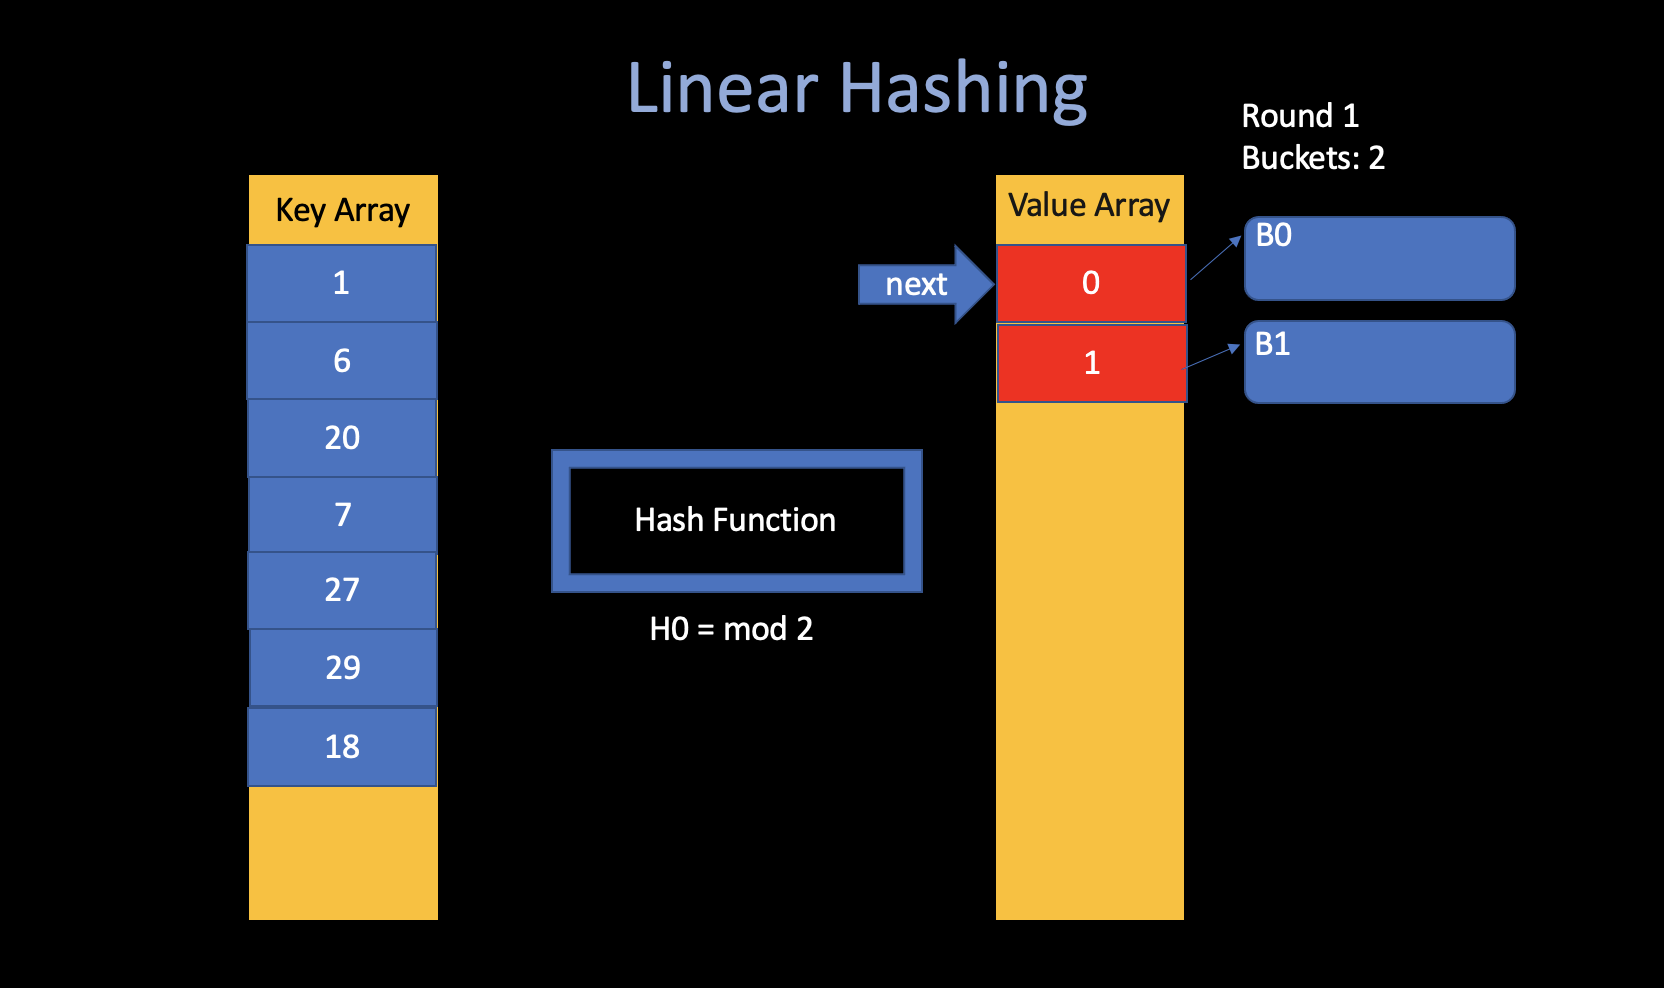 Linear Hashing
Round 1
Buckets: 2
Key Array
1
6
20
7
27
29
18
Hash Function
H0 = mod 2
next
Value Array
0
1
B0
B1